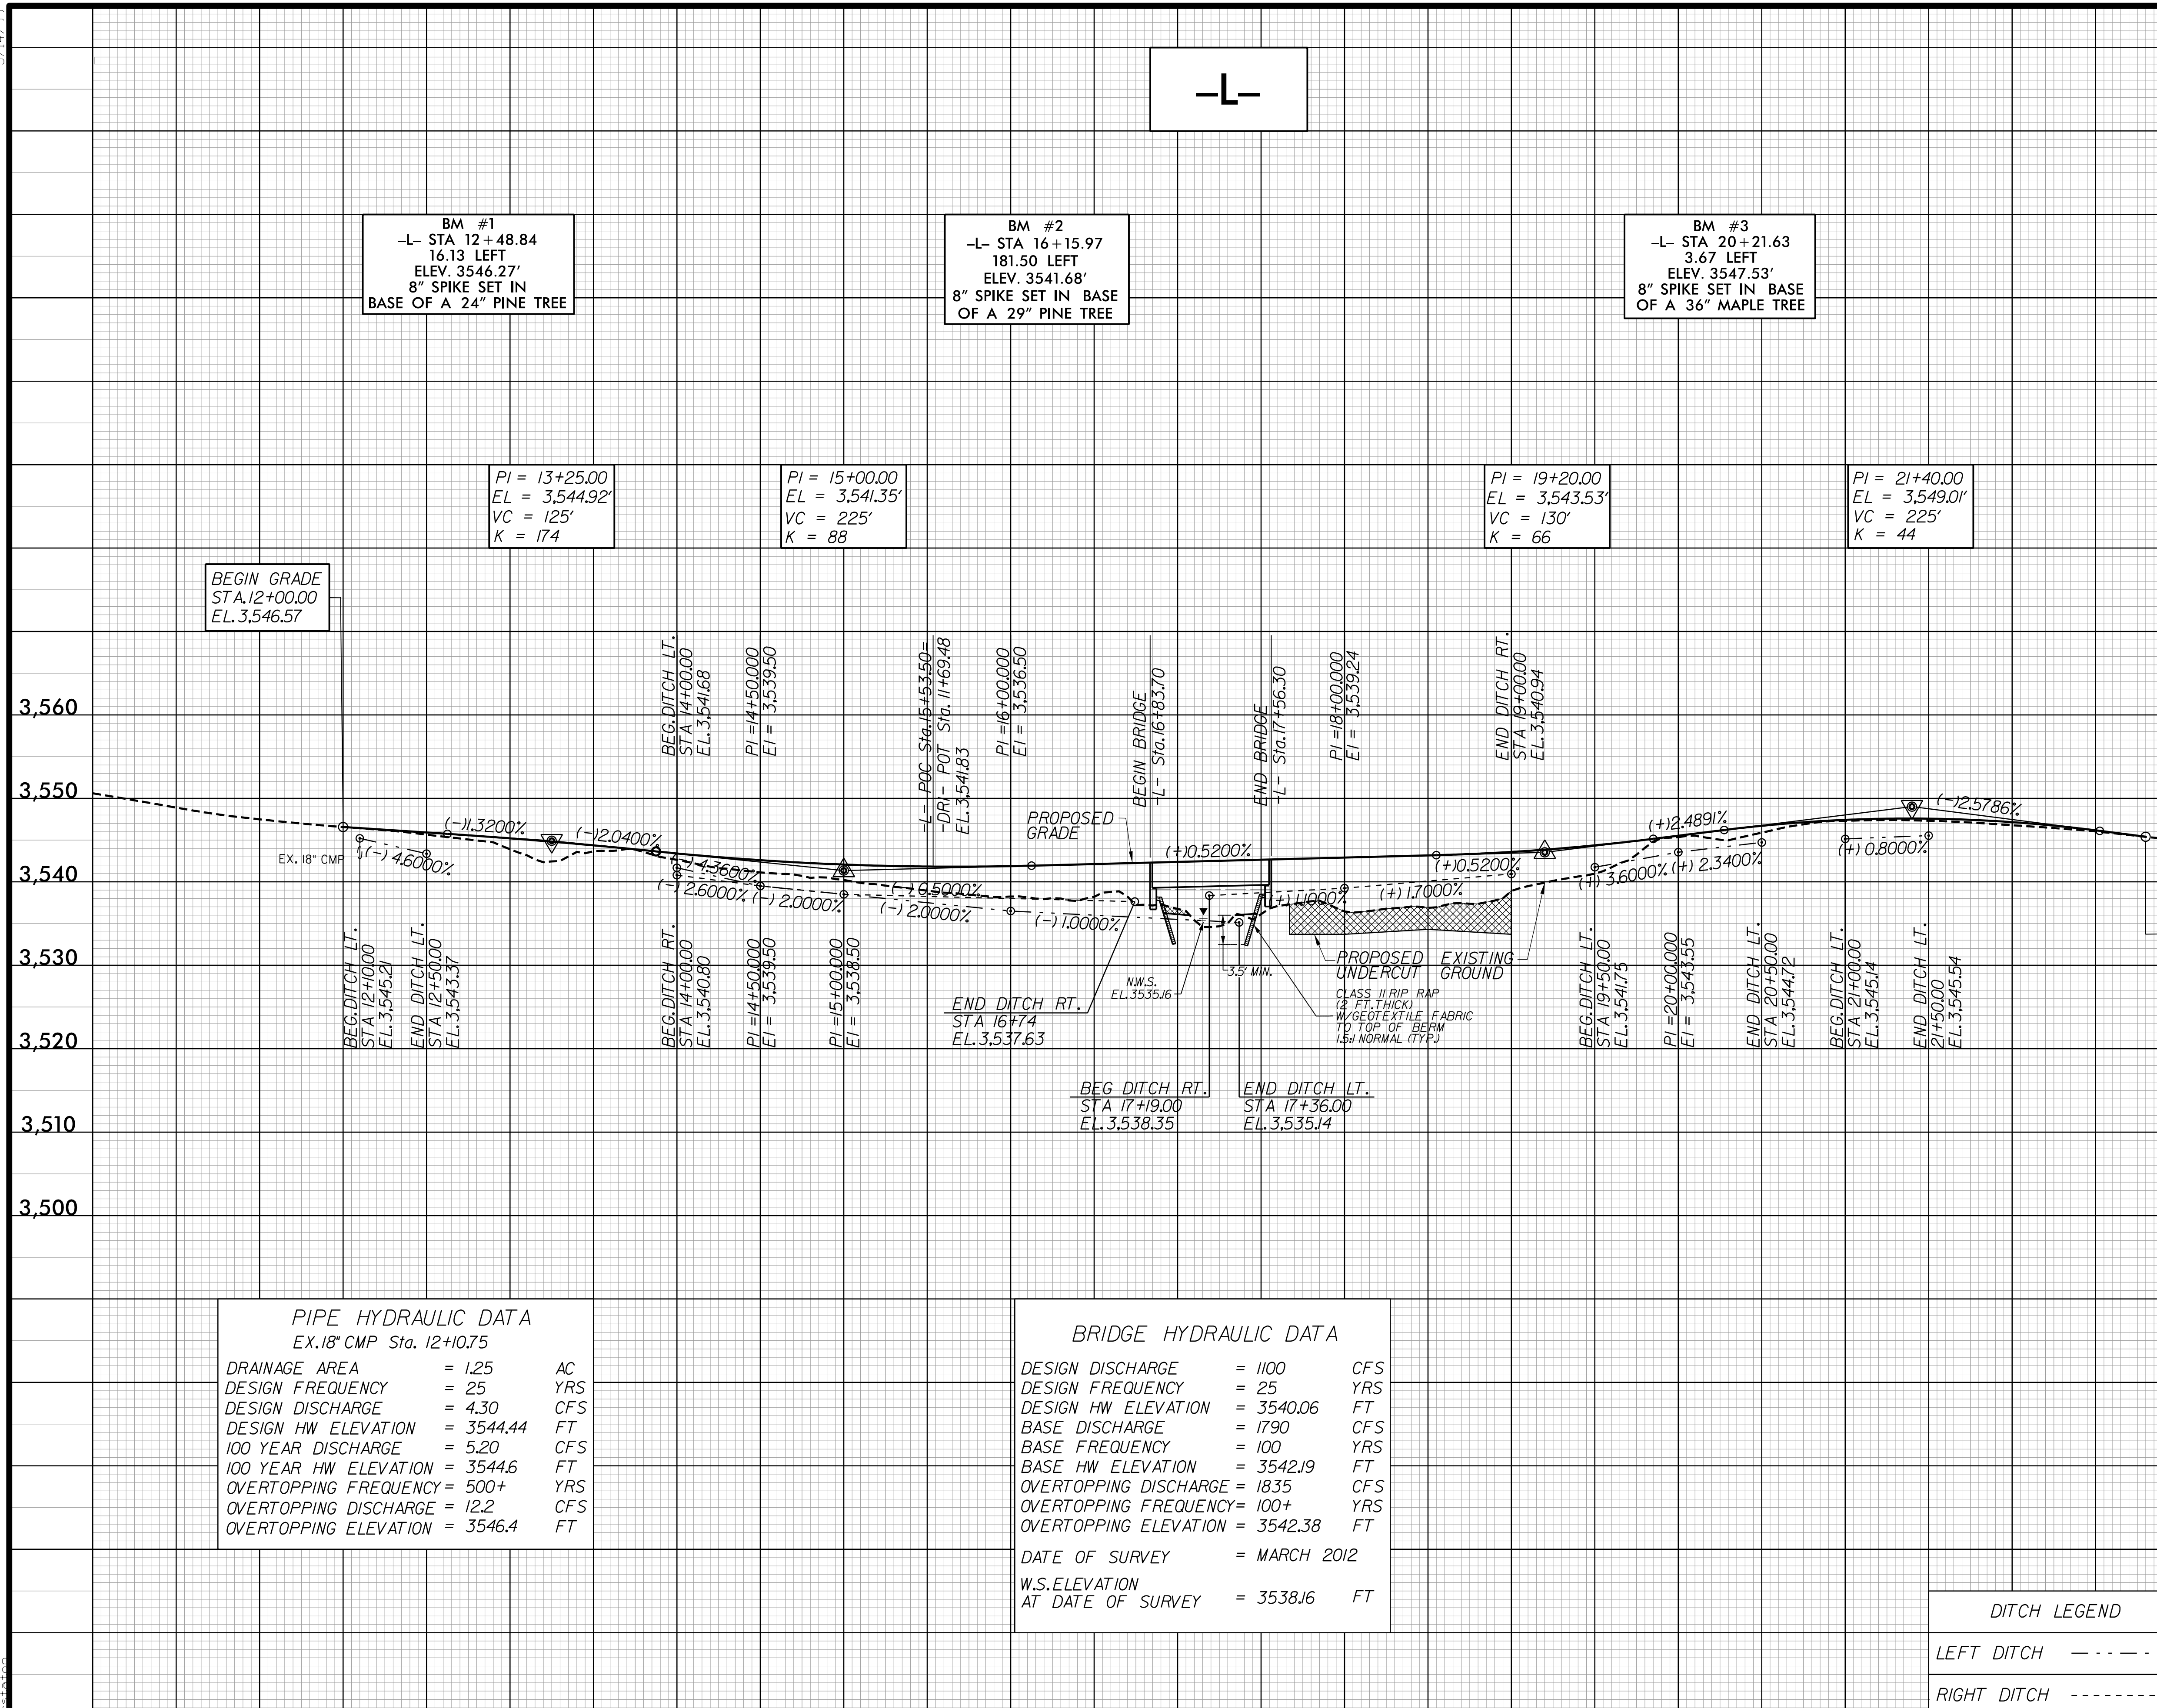 –L–
BM #1
–L– STA 12+48.84
16.13 LEFT
ELEV. 3546.27'
8" SPIKE SET IN
BASE OF A 24" PINE TREE
BM #2
–L– STA 16+15.97
181.50 LEFT
ELEV. 3541.68'
8" SPIKE SET IN BASE
OF A 29" PINE TREE
BM #3
–L– STA 20+21.63
3.67 LEFT
ELEV. 3547.53'
8" SPIKE SET IN BASE
OF A 36" MAPLE TREE
PI = 13+25.00
EL = 3,544.92'
VC = 125'
K = 174
PI = 15+00.00
EL = 3,541.35'
VC = 225'
K = 88
PI = 19+20.00
EL = 3,543.53'
VC = 130'
K = 66
PI = 21+40.00
EL = 3,549.01'
VC = 225'
K = 44
BEGIN GRADE
STA.12+00.00
EL.3,546.57
BEG.DITCH LT.
STA 14+00.00
EL.3,541.68
PI =14+50.000
El = 3,539.50
-L- POC Sta.15+53.50=
-DRI- POT Sta. 11+69.48
EL.3,541.83
PI =16+00.000
El = 3,536.50
BEGIN BRIDGE
-L- Sta.16+83.70
END BRIDGE
-L- Sta.17+56.30
PI =18+00.000
El = 3,539.24
END DITCH RT.
STA 19+00.00
EL.3,540.94
3,560
3,550
3,540
3,530
3,520
3,510
3,500
PROPOSED
GRADE
EX. 18" CMP
(-)1.3200%
(-)2.0400%
(+)0.5200%
(+)0.5200%
(+)2.4891%
(-)2.5786%
(-) 4.6000%
(-) 4.3600%
(-) 2.6000%
(-) 2.0000%
(-) 0.5000%
(-) 2.0000%
(-) 1.0000%
(+) 1.1000%
(+) 1.7000%
(+) 3.6000%
(+) 2.3400%
(+) 0.8000%
BEG.DITCH LT.
STA 12+10.00
EL.3,545.21
END DITCH LT.
STA 12+50.00
EL.3,543.37
BEG.DITCH RT.
STA 14+00.00
EL.3,540.80
PI =14+50.000
El = 3,539.50
PI =15+00.000
El = 3,538.50
END DITCH RT.
STA 16+74
EL.3,537.63
N.W.S.
EL.3535.16
3.5' MIN.
PROPOSED
UNDERCUT
EXISTING
GROUND
CLASS II RIP RAP
(2 FT.THICK)
W/GEOTEXTILE FABRIC
TO TOP OF BERM
1.5:1 NORMAL (TYP.)
BEG.DITCH LT.
STA 19+50.00
EL.3,541.75
PI =20+00.000
El = 3,543.55
END DITCH LT.
STA 20+50.00
EL.3,544.72
BEG.DITCH LT.
STA 21+00.00
EL.3,545.14
END DITCH LT.
21+50.00
EL.3,545.54
BEG DITCH RT.
STA 17+19.00
EL.3,538.35
END DITCH LT.
STA 17+36.00
EL.3,535.14
PIPE HYDRAULIC DATA
EX.18" CMP Sta. 12+10.75
DRAINAGE AREA = 1.25 AC
DESIGN FREQUENCY = 25 YRS
DESIGN DISCHARGE = 4.30 CFS
DESIGN HW ELEVATION = 3544.44 FT
100 YEAR DISCHARGE = 5.20 CFS
100 YEAR HW ELEVATION = 3544.6 FT
OVERTOPPING FREQUENCY = 500+ YRS
OVERTOPPING DISCHARGE = 12.2 CFS
OVERTOPPING ELEVATION = 3546.4 FT
BRIDGE HYDRAULIC DATA
DESIGN DISCHARGE = 1100 CFS
DESIGN FREQUENCY = 25 YRS
DESIGN HW ELEVATION = 3540.06 FT
BASE DISCHARGE = 1790 CFS
BASE FREQUENCY = 100 YRS
BASE HW ELEVATION = 3542.19 FT
OVERTOPPING DISCHARGE = 1835 CFS
OVERTOPPING FREQUENCY= 100+ YRS
OVERTOPPING ELEVATION = 3542.38 FT
DATE OF SURVEY = MARCH 2012
W.S.ELEVATION
AT DATE OF SURVEY = 3538.16 FT
DITCH LEGEND
LEFT DITCH
RIGHT DITCH